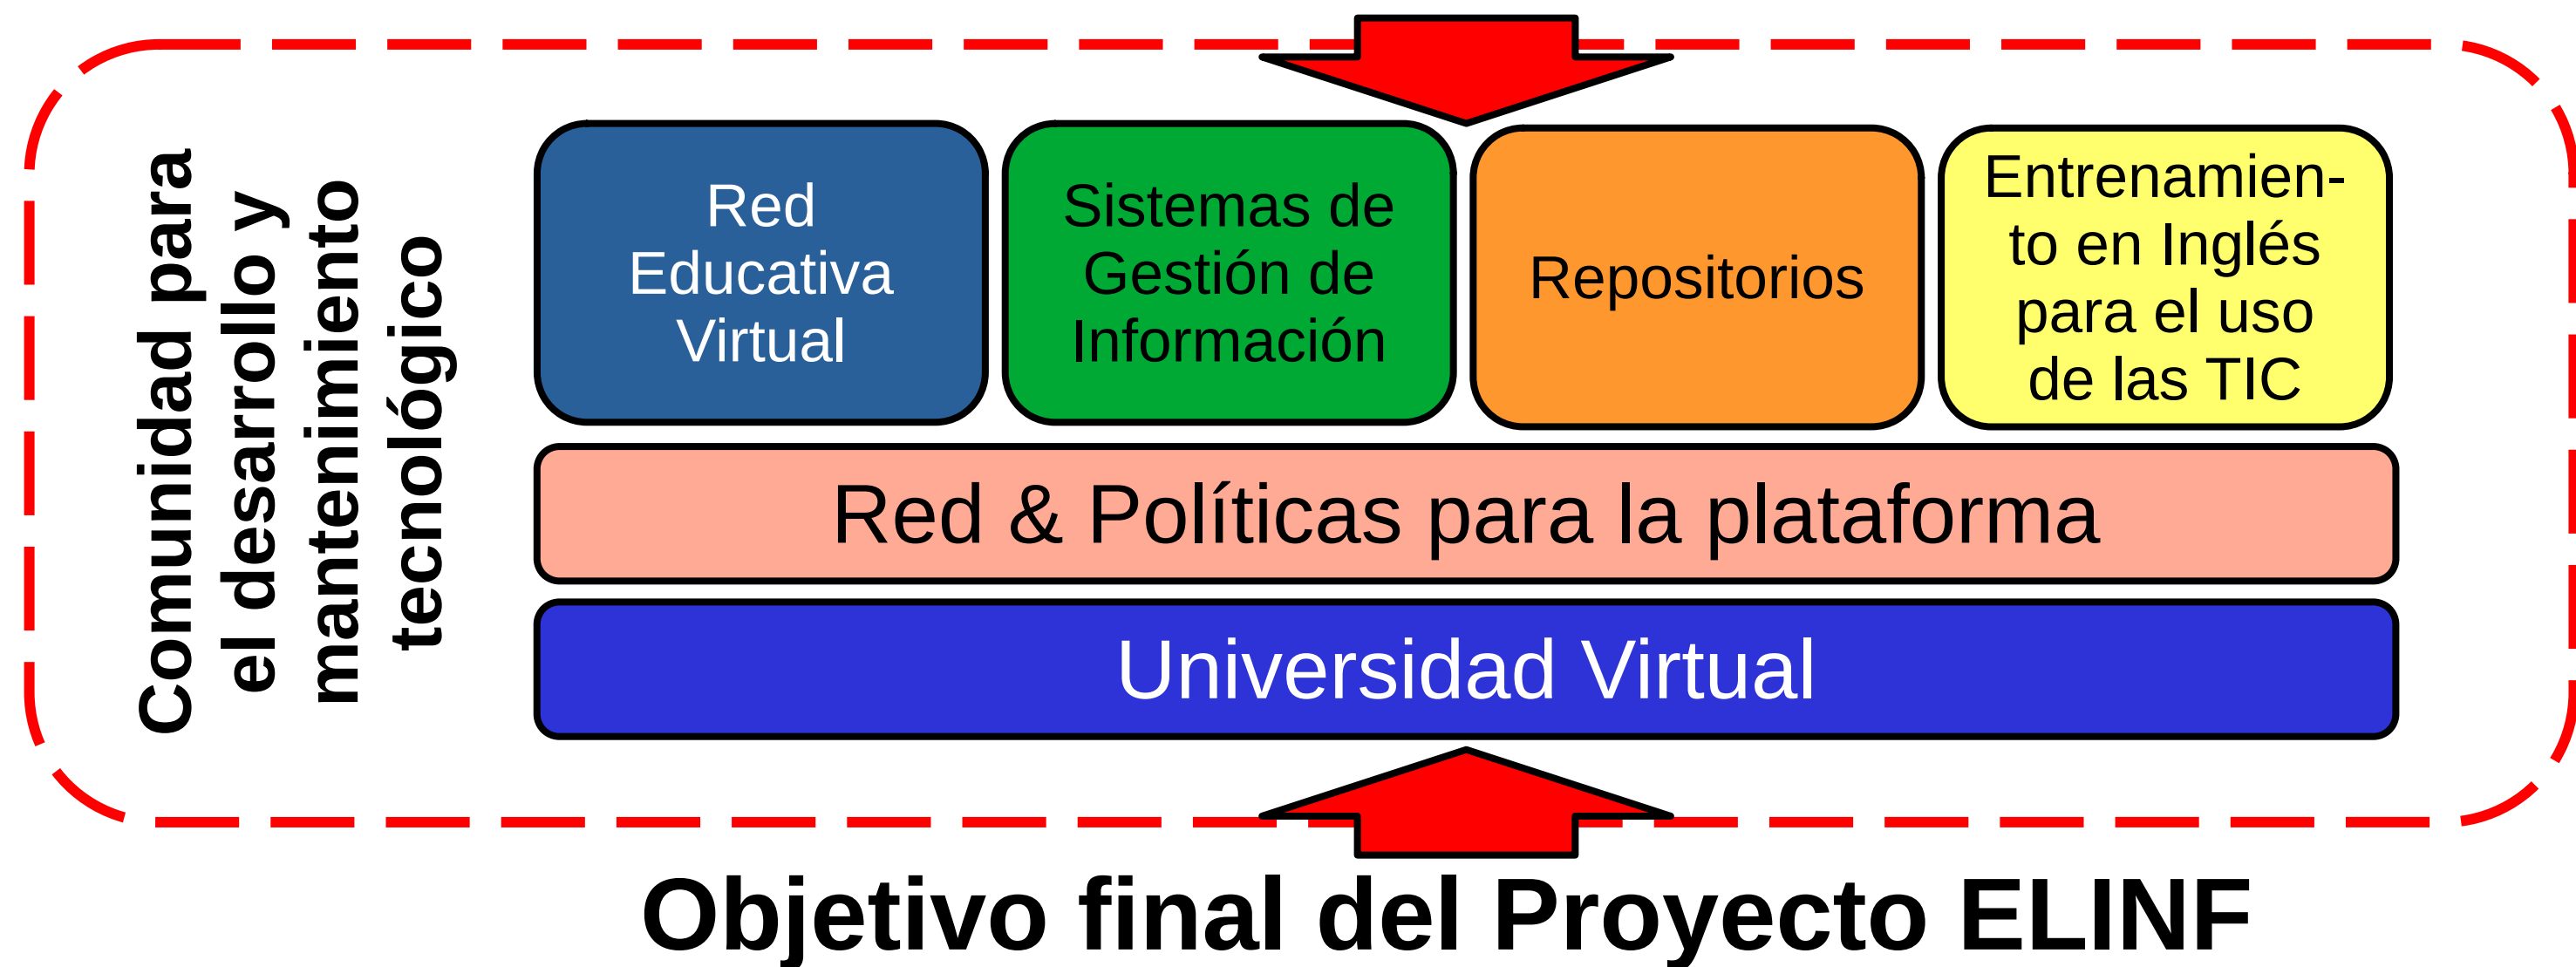 Comunidad para
el desarrollo y
mantenimiento
tecnológico
Red
Educativa
Virtual
Sistemas de
Gestión de
Información
Repositorios
Entrenamien-
to en Inglés
para el uso
de las TIC
Red & Políticas para la plataforma
Universidad Virtual
Objetivo final del Proyecto ELINF